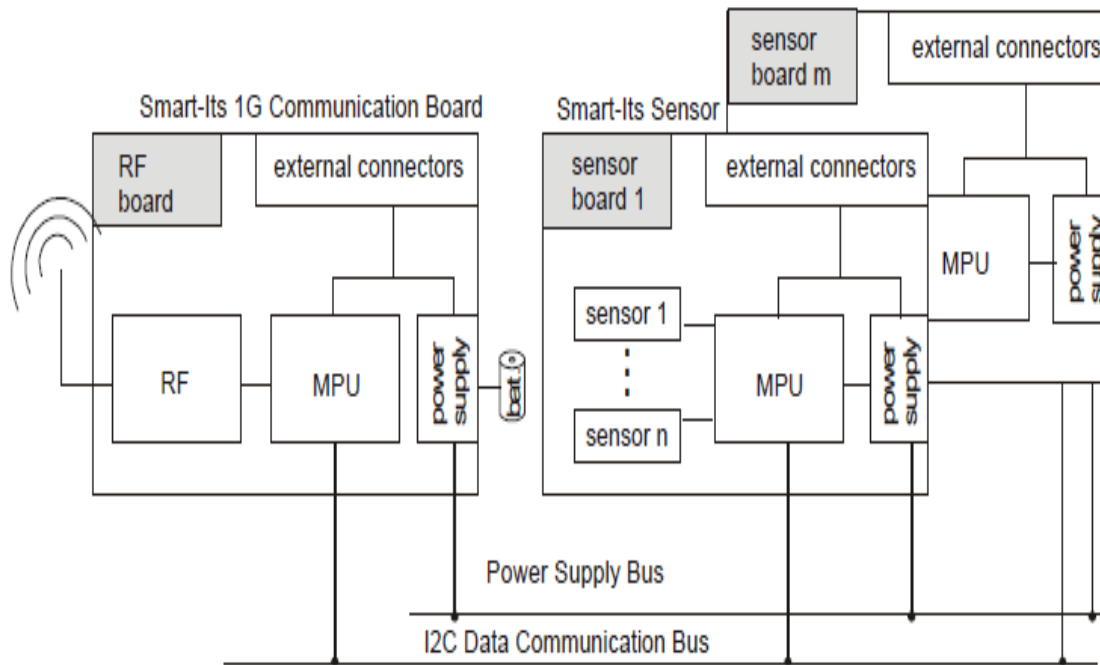 sensor
board m
external connectors
Smart-Its 1G Communication Board
Smart-Its Sensor
RF
board
external connectors
sensor
board 1
external connectors
MPU
power
supply
sensor 1
sensor n
RF
MPU
power
supply
bat.
MPU
power
supply
Power Supply Bus
I2C Data Communication Bus